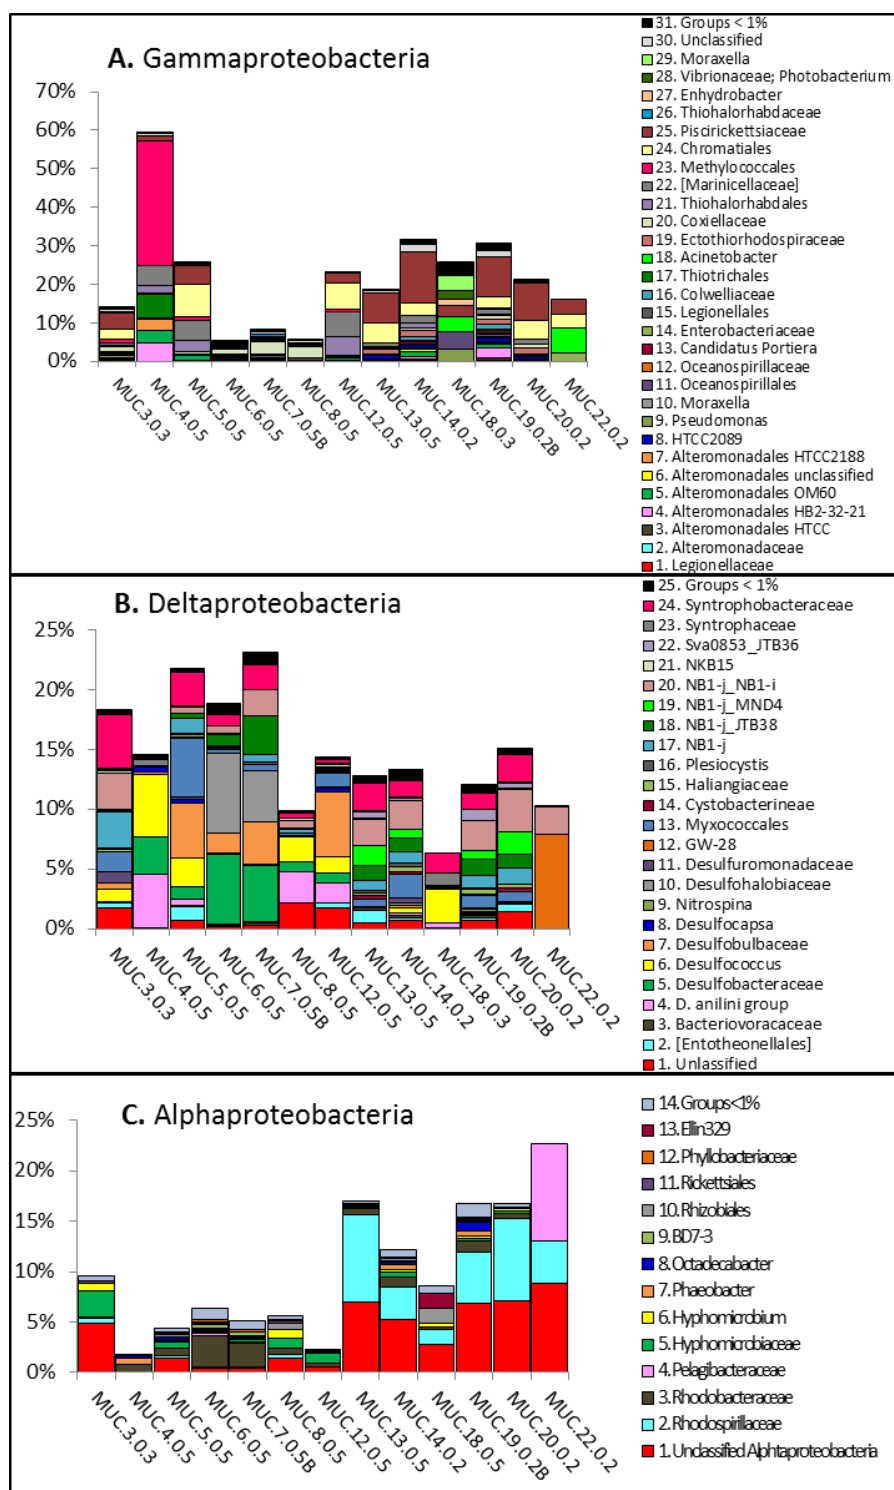 A. Gammaproteobacteria
70%
60%
50%
40%
30%
20%
10%
0%
MUC.3.0.3
MUC.4.0.5
MUC.5.0.5
MUC.6.0.5
MUC.7.0.5B
MUC.8.0.5
MUC.12.0.5
MUC.13.0.5
MUC.14.0.2
MUC.18.0.3
MUC.19.0.2B
MUC.20.0.2
MUC.22.0.2
31. Groups < 1%
30. Unclassified
29. Moraxella
28. Vibrionaceae; Photobacterium
27. Enhydrobacter
26. Thiohalorhabdaceae
25. Piscirickettsiaceae
24. Chromatiales
23. Methylococcales
22. [Marinicellaceae]
21. Thiohalorhabdales
20. Coxiellaceae
19. Ectothiorhodospiraceae
18. Acinetobacter
17. Thiotrichales
16. Colwelliaceae
15. Legionellales
14. Enterobacteriaceae
13. Candidatus Portiera
12. Oceanospirillaceae
11. Oceanospirillales
10. Moraxella
9. Pseudomonas
8. HTCC2089
7. Alteromonadales HTCC2188
6. Alteromonadales unclassified
5. Alteromonadales OM60
4. Alteromonadales HB2-32-21
3. Alteromonadales HTCC
2. Alteromonadaceae
1. Legionellaceae
B. Deltaproteobacteria
25%
20%
15%
10%
5%
0%
MUC.3.0.3
MUC.4.0.5
MUC.5.0.5
MUC.6.0.5
MUC.7.0.5B
MUC.8.0.5
MUC.12.0.5
MUC.13.0.5
MUC.14.0.2
MUC.18.0.3
MUC.19.0.2B
MUC.20.0.2
MUC.22.0.2
25. Groups < 1%
24. Syntrophobacteraceae
23. Syntrophaceae
22. Sva0853_JTB36
21. NKB15
20. NB1-j_NB1-i
19. NB1-j_MND4
18. NB1-j_JTB38
17. NB1-j
16. Plesiocystis
15. Haliangiaceae
14. Cystobacterineae
13. Myxococcales
12. GW-28
11. Desulfuromonadaceae
10. Desulfohalobiaceae
9. Nitrospina
8. Desulfocapsa
7. Desulfobulbaceae
6. Desulfococcus
5. Desulfobacteraceae
4. D. anilini group
3. Bacteriovoracaceae
2. [Entotheonellales]
1. Unlassified
C. Alphaproteobacteria
25%
20%
15%
10%
5%
0%
MUC.3.0.3
MUC.4.0.5
MUC.5.0.5
MUC.6.0.5
MUC.7.0.5B
MUC.8.0.5
MUC.12.0.5
MUC.13.0.5
MUC.14.0.2
MUC.18.0.5
MUC.19.0.2B
MUC.20.0.2
MUC.22.0.2
14. Groups<1%
13. Ellin329
12. Phyllobacteriaceae
11. Rickettsiales
10. Rhizobiales
9. BD7-3
8. Octadecabacter
7. Phaeobacter
6. Hyphomicrobium
5. Hyphomicrobiaceae
4. Pelagibacteraceae
3. Rhodobacteraceae
2. Rhodospirillaceae
1. Unclassified Alphtaproteobacteria